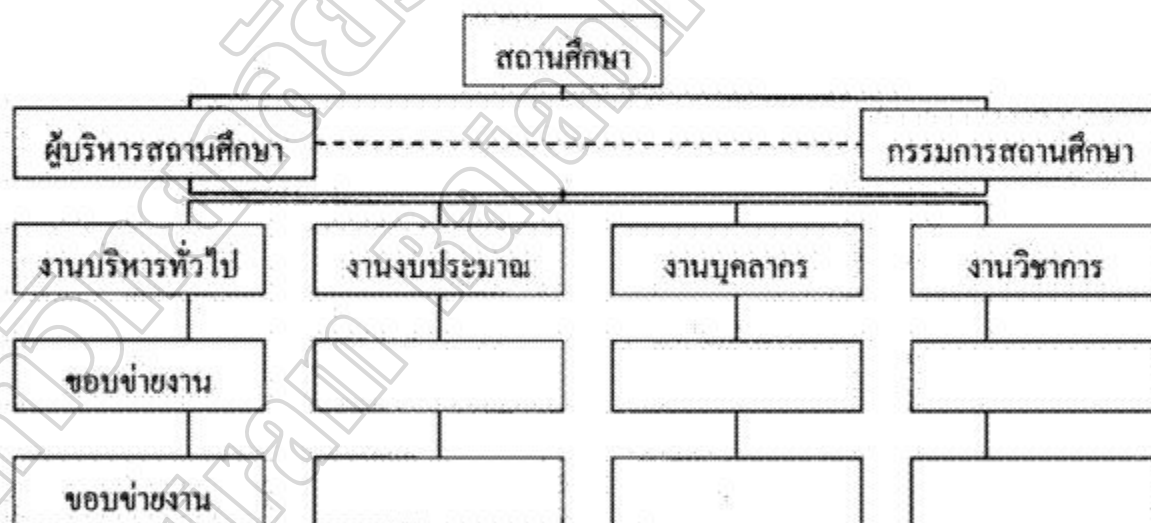 สถานศึกษา
ผู้บริหารสถานศึกษา
กรรมการสถานศึกษา
งานบริหารทั่วไป
งานงบประมาณ
งานบุคลากร
งานวิชาการ
ขอบข่ายงาน
ขอบข่ายงาน